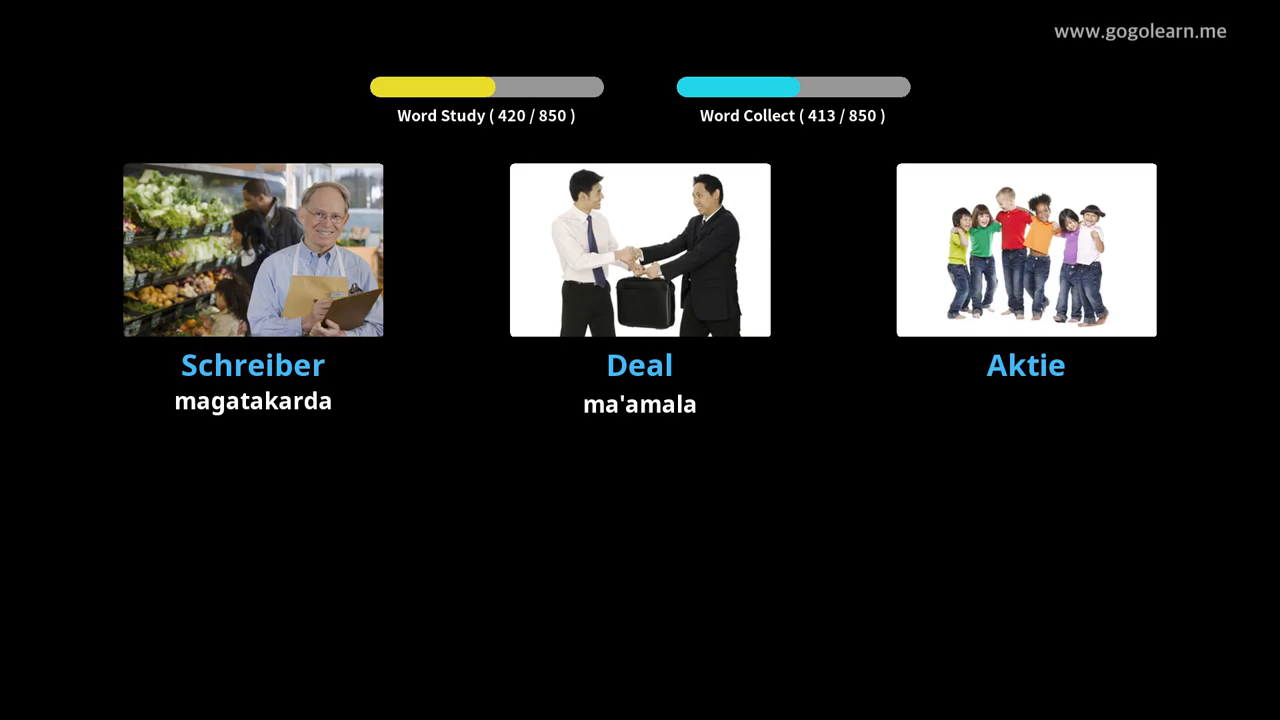 www.gogolearn.me
Word Study ( 420 / 850 )
Word Collect ( 413 / 850 )
Schreiber
magatakarda
Deal
ma'amala
Aktie